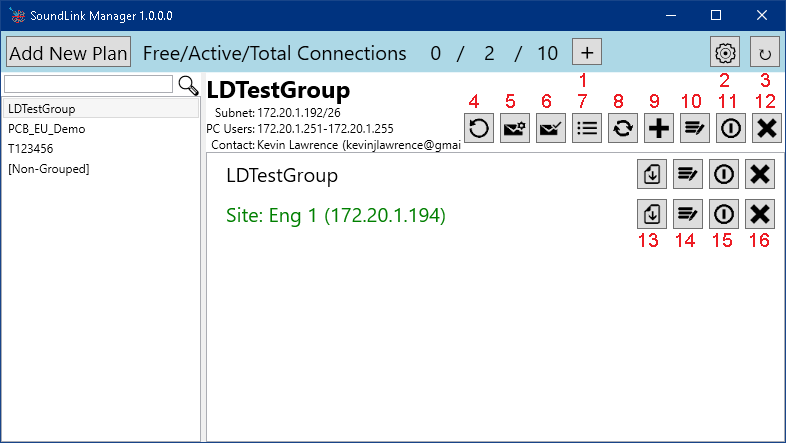 SoundLink Manager 1.0.0.0
Add New Plan Free/Active/Total Connections 0 / 2 / 10 +
1 2 3
LDTestGroup
Subnet: 172.20.1.192/26
PC Users: 172.20.1.251-172.20.1.255
Contact: Kevin Lawrence (kevinjlawrence@gmai
4 5 6 7 8 9 10 11 12
LDTestGroup
PCB_EU_Demo
T123456
[Non-Grouped]
LDTestGroup
Site: Eng 1 (172.20.1.194)
13 14 15 16